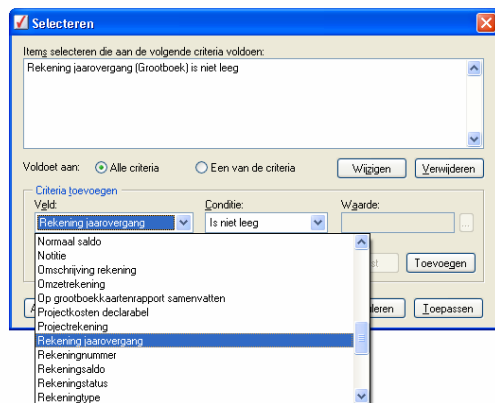 Selecteren
Items selecteren die aan de volgende criteria voldoen:
Rekening jaarovergang (Grootboek) is niet leeg
Voldoet aan: Alle criteria Een van de criteria Wijzigen Verwijderen
Criteria toevoegen
Veld: Conditie: Waarde:
Rekening jaarovergang Is niet leeg ...
Normaal saldo
Notitie
Omschrijving rekening
Toevoegen
Omzetrekening
Op grootboekkaartenrapport samenvatten
Projectkosten declarabel
Toepassen
Projectrekening
Rekening jaarovergang
Rekeningnummer
Rekeningsaldo
Rekeningstatus
Rekeningtype